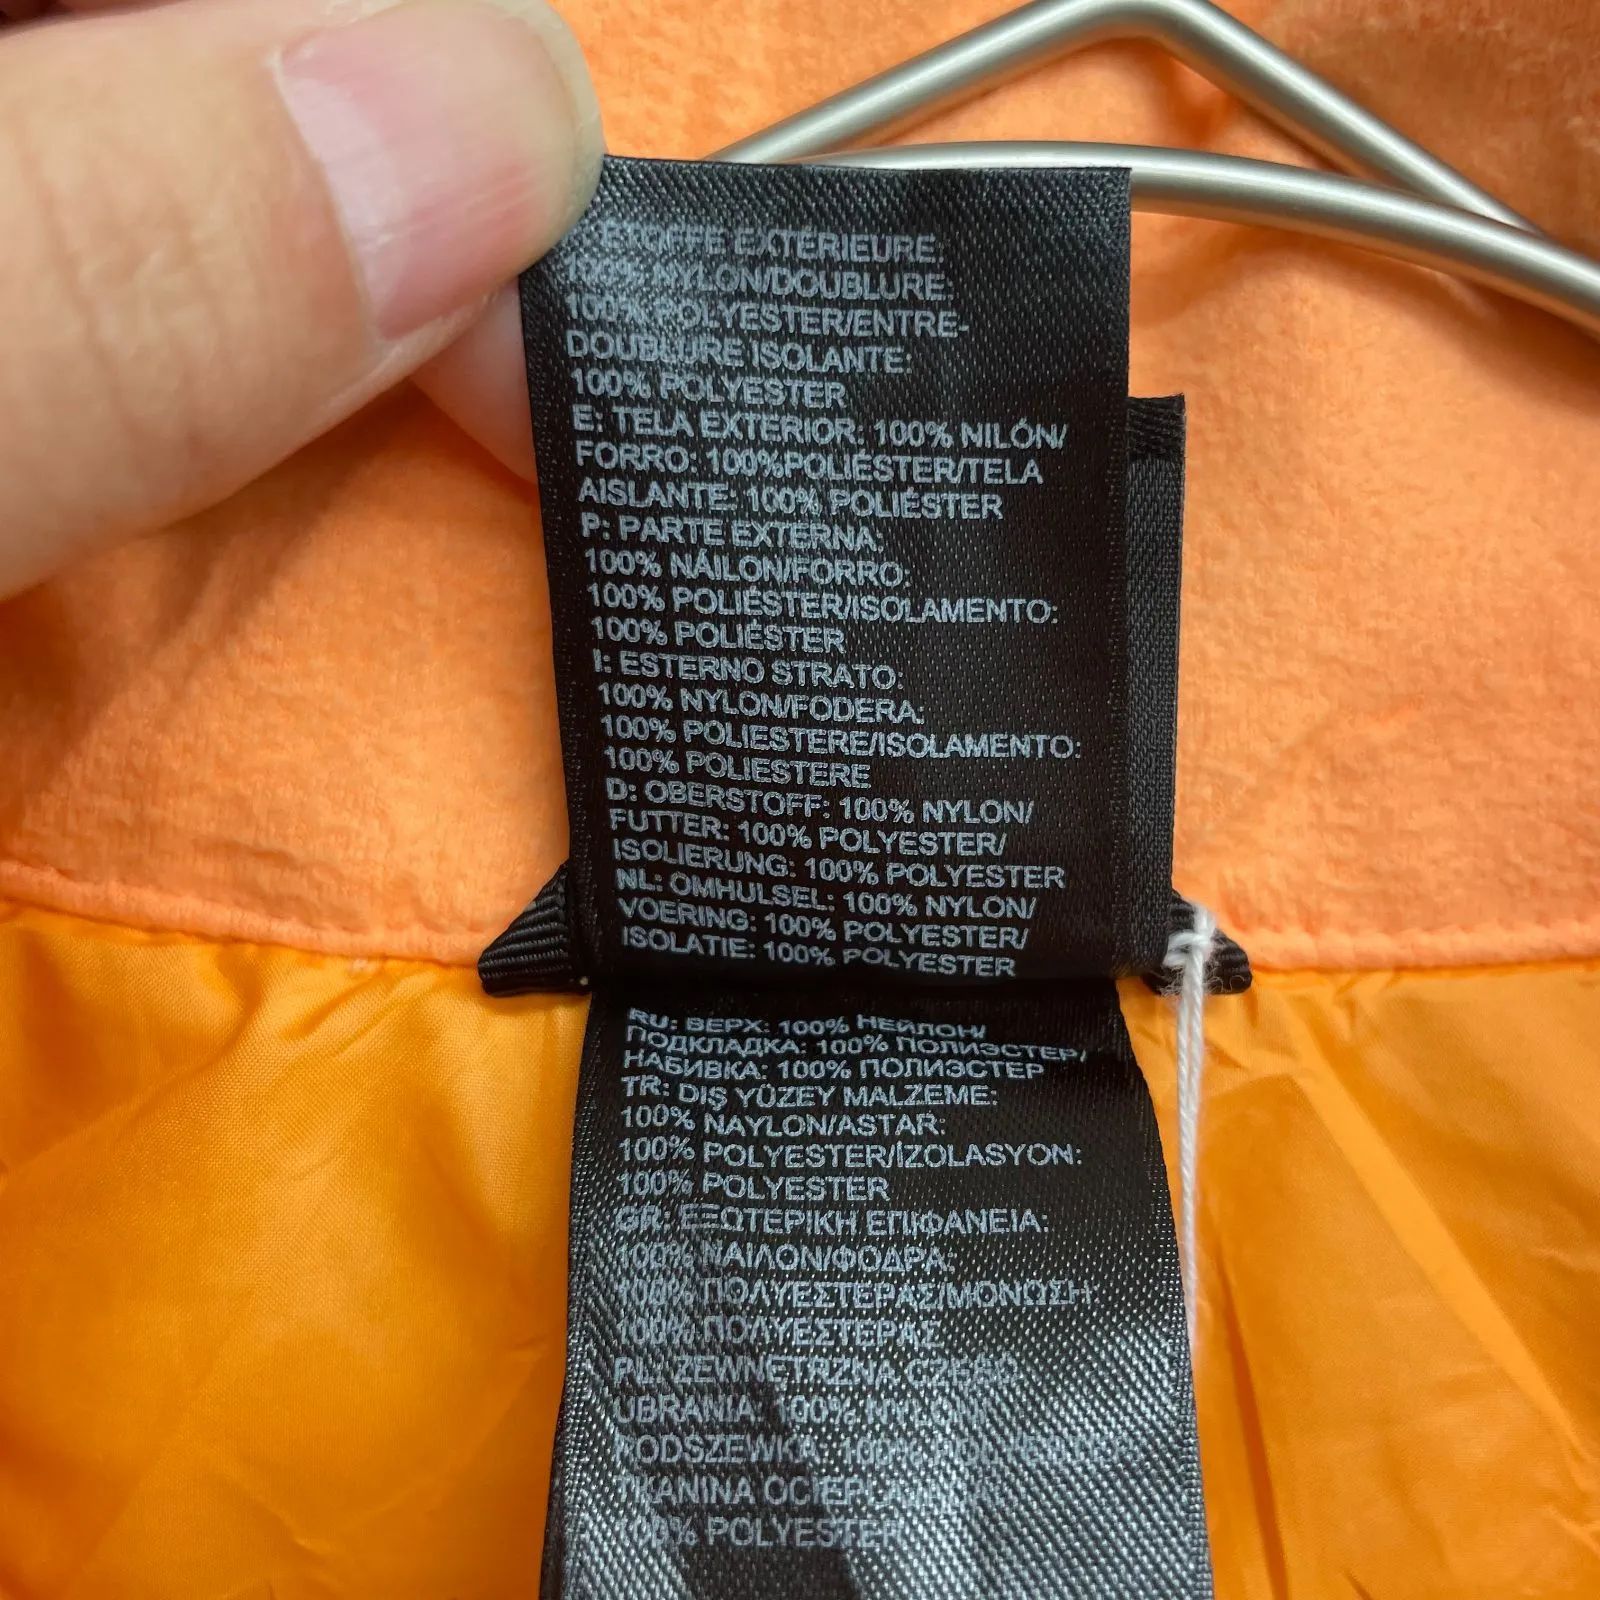 ETOFFE EXTÉRIEURE:
100% NYLON/DOUBLURE:
100% POLYESTER/ENTRE-
DOUBLURE ISOLANTE:
100% POLYESTER
E: TELA EXTERIOR: 100% NILÓN/
FORRO: 100%POLIÉSTER/TELA
AISLANTE: 100% POLIÉSTER
P: PARTE EXTERNA:
100% NÁILON/FORRO:
100% POLIÉSTER/ISOLAMENTO:
100% POLIÉSTER
I: ESTERNO STRATO:
100% NYLON/FODERA:
100% POLIESTERE/ISOLAMENTO:
100% POLIESTERE
D: OBERSTOFF: 100% NYLON/
FUTTER: 100% POLYESTER/
ISOLIERUNG: 100% POLYESTER
NL: OMHULSEL: 100% NYLON/
VOERING: 100% POLYESTER/
ISOLATIE: 100% POLYESTER
RU: ВЕРХ: 100% НЕЙЛОН/
ПОДКЛАДКА: 100% ПОЛИЭСТЕР/
НАБИВКА: 100% ПОЛИЭСТЕР
TR: DIŞ YÜZEY MALZEME:
100% NAYLON/ASTAR:
100% POLYESTER/İZOLASYON:
100% POLYESTER
GR: ΕΞΩΤΕΡΙΚΗ ΕΠΙΦΑΝΕΙΑ:
100% ΝΑΙΛΟΝ/ΦΟΔΡΑ:
100% ΠΟΛΥΕΣΤΕΡΑΣ/ΜΟΝΩΣΗ:
100% ΠΟΛΥΕΣΤΕΡΑΣ
PL: ZEWNĘTRZNA CZĘŚĆ
UBRANIA: 100% NYLON/
PODSZEWKA: 100%
TKANINA
100% POLYESTER